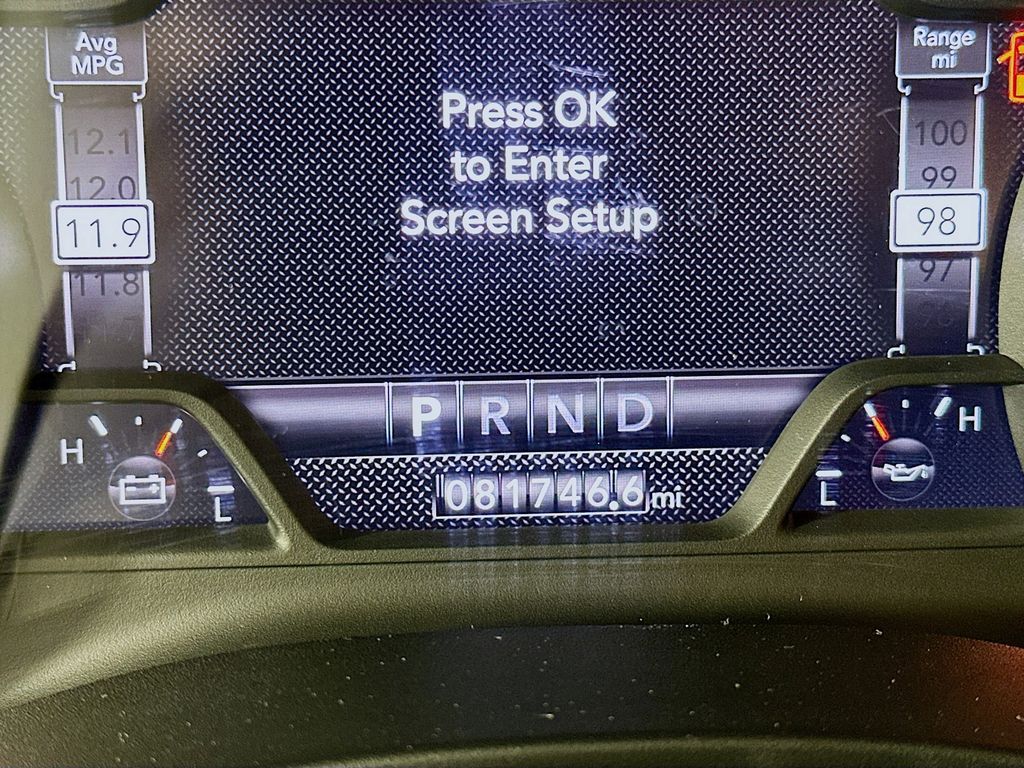 Avg
MPG
12.1
12.0
11.9
11.8
Press OK
to Enter
Screen Setup
Range
mi
100
99
98
97
P R N D
H
L
081746.6 mi
H
L